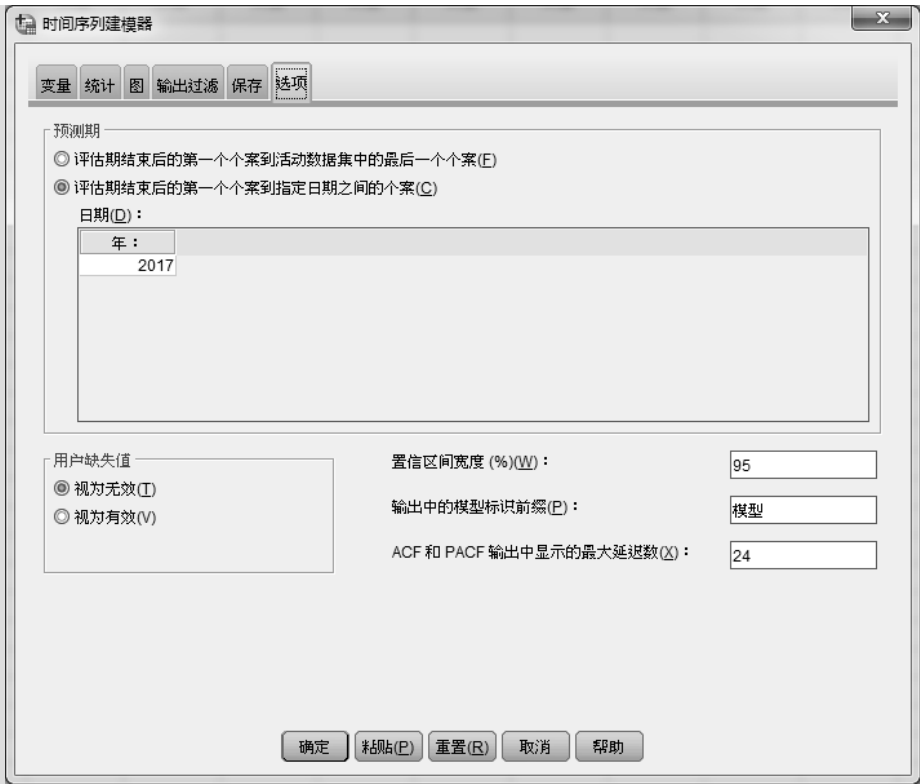 时间序列建模器
变量 统计 图 输出过滤 保存 选项
预测期
评估期结束后的第一个个案到活动数据集中的最后一个个案(F)
评估期结束后的第一个个案到指定日期之间的个案(C)
日期(D)：
年：
2017
用户缺失值
视为无效(T)
视为有效(V)
置信区间宽度 (%)(W)： 95
输出中的模型标识前缀(P)： 模型
ACF 和 PACF 输出中显示的最大延迟数(X)： 24
确定 粘贴(P) 重置(R) 取消 帮助